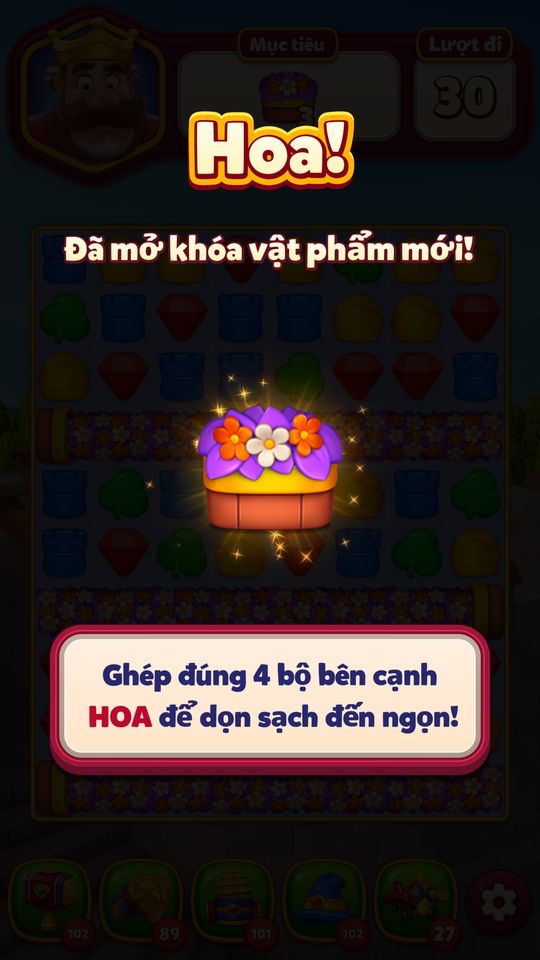 Mục tiêu
Lượt đi
3
30
Hoa!
Đã mở khóa vật phẩm mới!
Ghép đúng 4 bộ bên cạnh
HOA để dọn sạch đến ngọn!
102
89
101
102
27